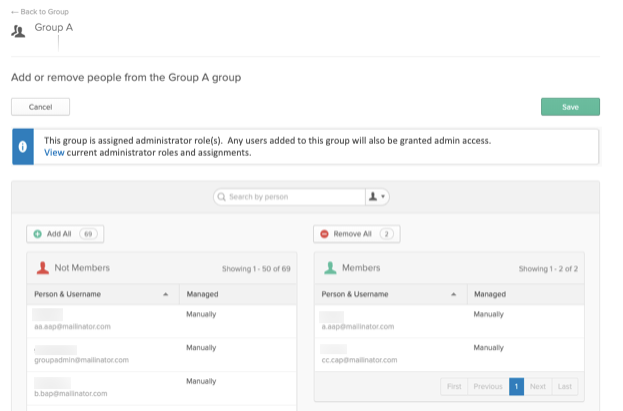 ← Back to Group
Group A
Add or remove people from the Group A group
Cancel
Save
This group is assigned administrator role(s). Any users added to this group will also be granted admin access.
View current administrator roles and assignments.
Search by person
Add All 69
Remove All 2
Not Members
Showing 1 - 50 of 69
Members
Showing 1 - 2 of 2
Person & Username
Managed
Person & Username
Managed
Manually
aa.aap@mailinator.com
Manually
a.aap@mailinator.com
Manually
groupadmin@mailinator.com
Manually
cc.cap@mailinator.com
Manually
b.bap@mailinator.com
First Previous 1 Next Last